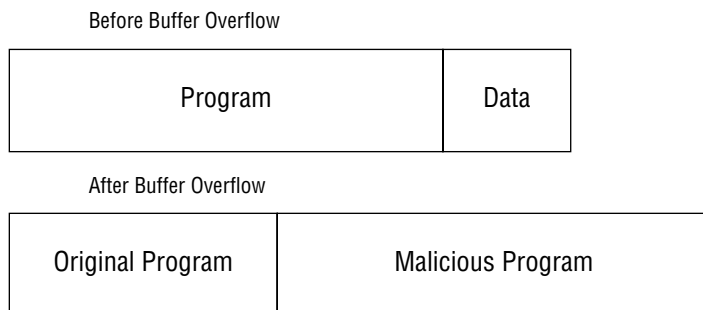 Before Buffer Overflow
Program Data
After Buffer Overflow
Original Program Malicious Program